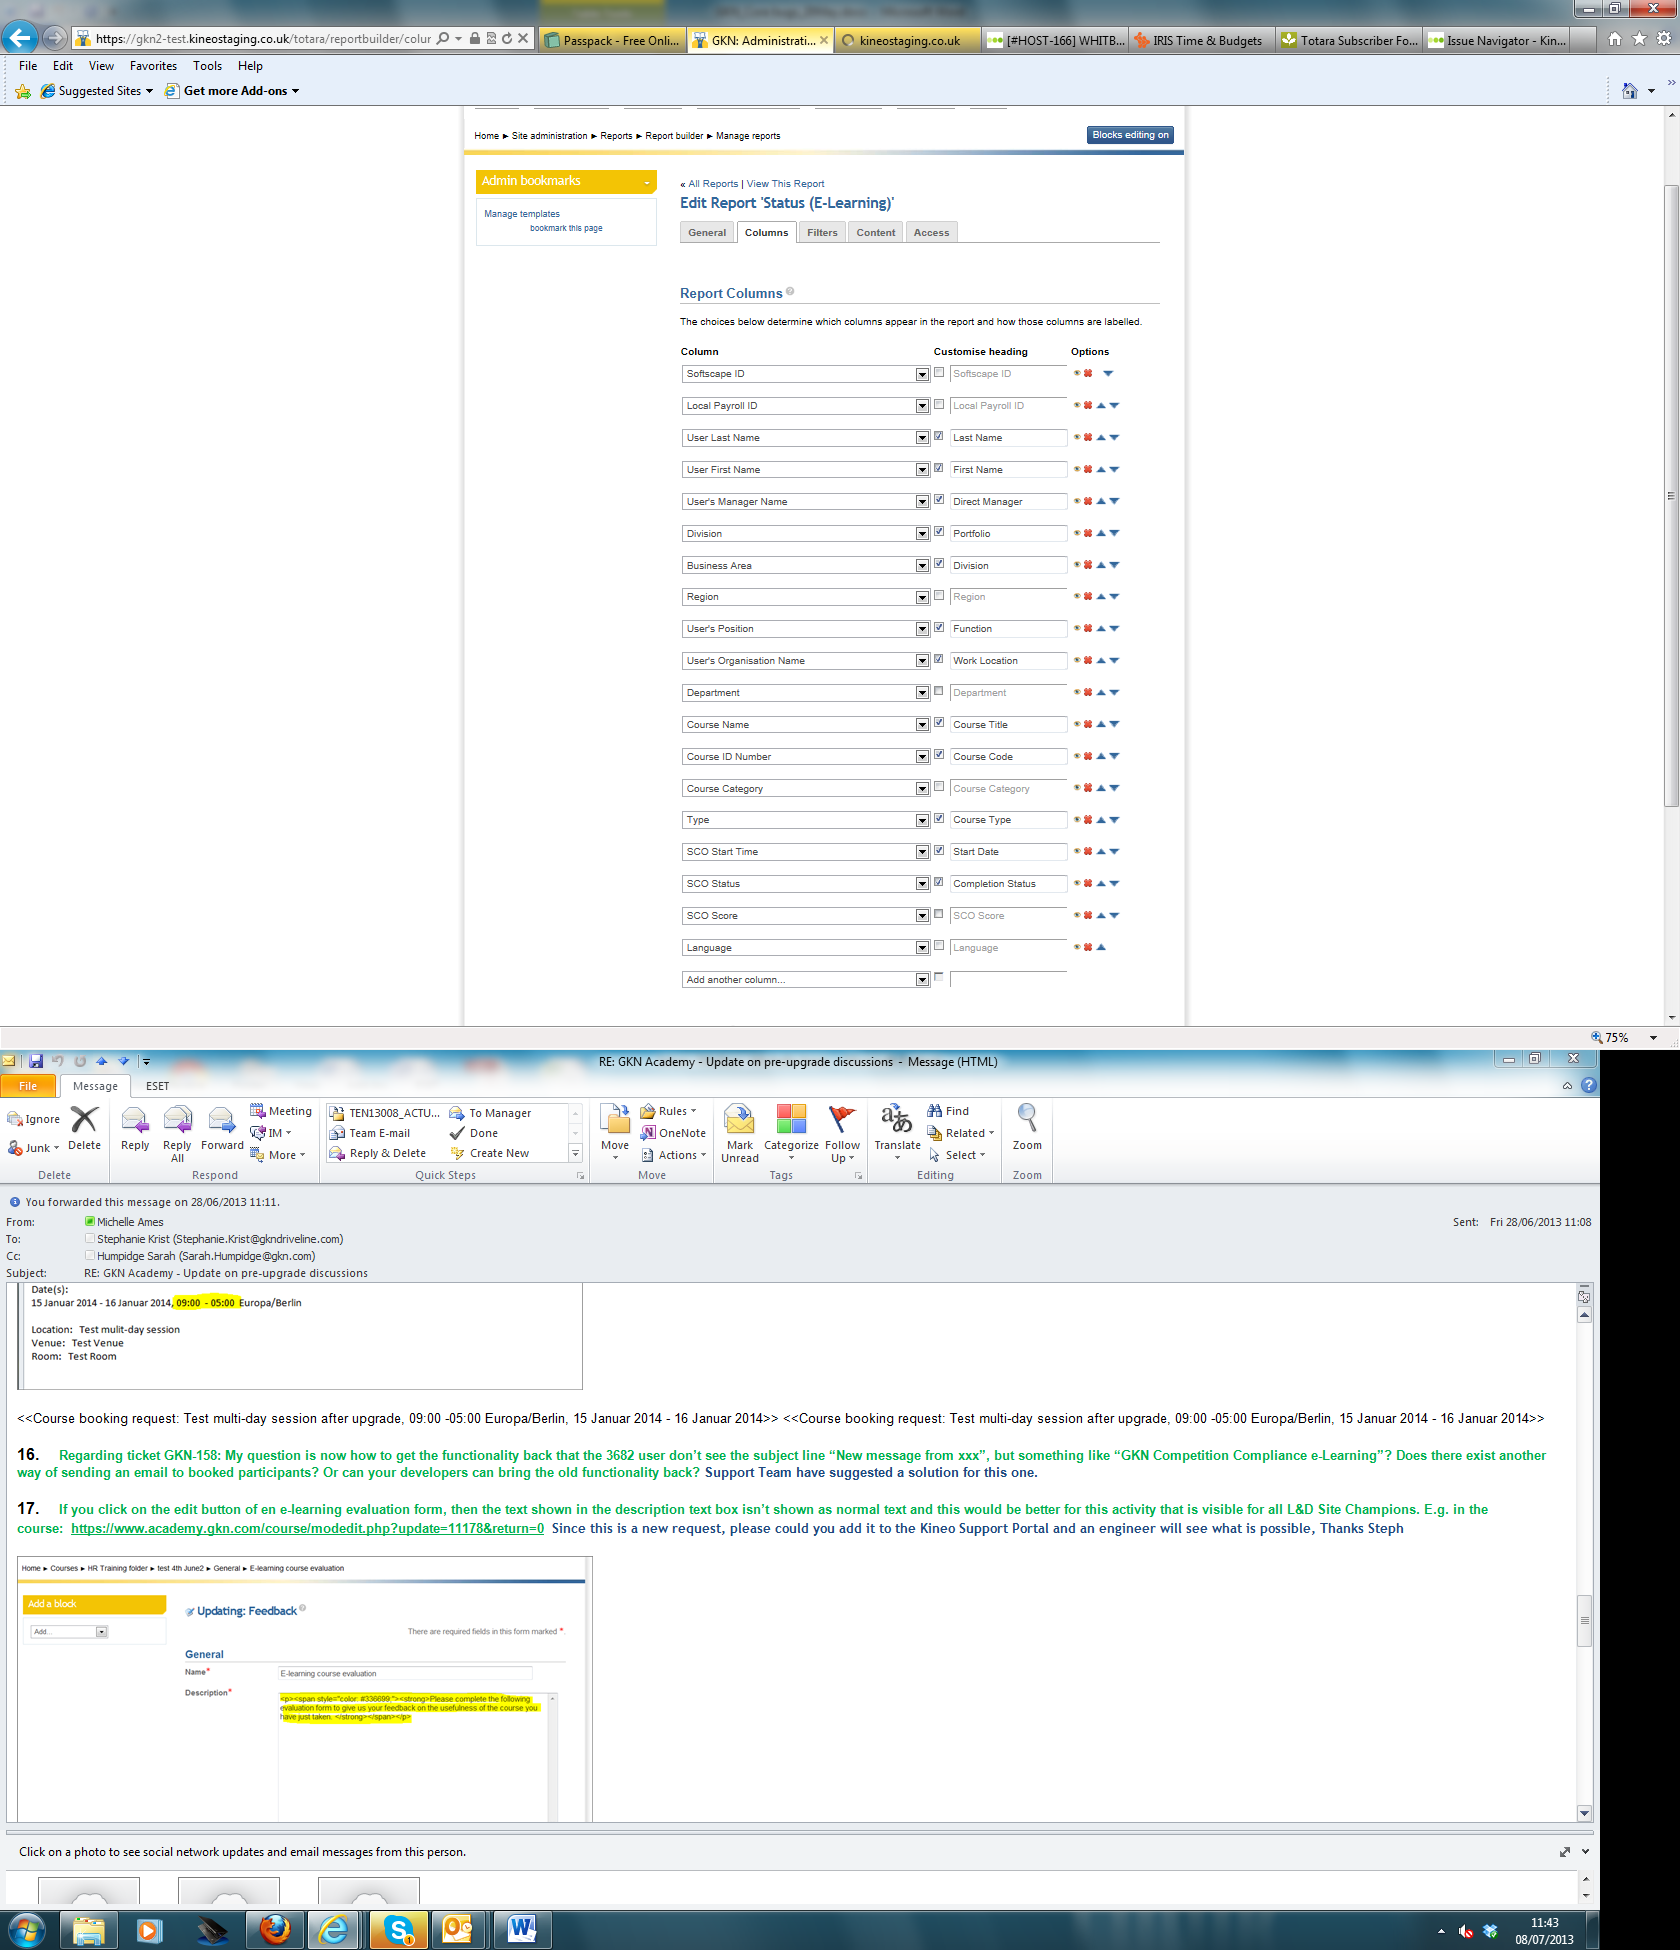 https://gkn2-test.kineostaging.co.uk/totara/reportbuilder/colur
Passpack - Free Onli...
GKN: Administrati...
kineostaging.co.uk
[#HOST-166] WHITB...
IRIS Time & Budgets
Totara Subscriber Fo...
Issue Navigator - Kin...
File Edit View Favorites Tools Help
Suggested Sites Get more Add-ons
Home ► Site administration ► Reports ► Report builder ► Manage reports
Blocks editing on
Admin bookmarks
Manage templates
bookmark this page
« All Reports | View This Report
Edit Report 'Status (E-Learning)'
General Columns Filters Content Access
Report Columns
The choices below determine which columns appear in the report and how those columns are labelled.
Column Customise heading Options
Softscape ID Softscape ID
Local Payroll ID Local Payroll ID
User Last Name Last Name
User First Name First Name
User's Manager Name Direct Manager
Division Portfolio
Business Area Division
Region Region
User's Position Function
User's Organisation Name Work Location
Department Department
Course Name Course Title
Course ID Number Course Code
Course Category Course Category
Type Course Type
SCO Start Time Start Date
SCO Status Completion Status
SCO Score SCO Score
Language Language
Add another column...
75%
RE: GKN Academy - Update on pre-upgrade discussions - Message (HTML)
File Message ESET
Ignore
Junk
Delete
Reply
Reply All
Forward
Meeting
IM
More
TEN13008_ACTU...
Team E-mail
Reply & Delete
To Manager
Done
Create New
Move
Rules
OneNote
Actions
Mark Unread
Categorize
Follow Up
Translate
Find
Related
Select
Zoom
Delete Respond Quick Steps Move Tags Editing Zoom
You forwarded this message on 28/06/2013 11:11.
From: Michelle Ames
Sent: Fri 28/06/2013 11:08
To: Stephanie Krist (Stephanie.Krist@gkndriveline.com)
Cc: Humpidge Sarah (Sarah.Humpidge@gkn.com)
Subject: RE: GKN Academy - Update on pre-upgrade discussions
Date(s):
15 Januar 2014 - 16 Januar 2014, 09:00 - 05:00 Europa/Berlin
Location: Test mulit-day session
Venue: Test Venue
Room: Test Room
<<Course booking request: Test multi-day session after upgrade, 09:00 -05:00 Europa/Berlin, 15 Januar 2014 - 16 Januar 2014>> <<Course booking request: Test multi-day session after upgrade, 09:00 -05:00 Europa/Berlin, 15 Januar 2014 - 16 Januar 2014>>
16. Regarding ticket GKN-158: My question is now how to get the functionality back that the 3682 user don't see the subject line “New message from xxx”, but something like “GKN Competition Compliance e-Learning”? Does there exist another
way of sending an email to booked participants? Or can your developers can bring the old functionality back? Support Team have suggested a solution for this one.
17. If you click on the edit button of en e-learning evaluation form, then the text shown in the description text box isn't shown as normal text and this would be better for this activity that is visible for all L&D Site Champions. E.g. in the
course: https://www.academy.gkn.com/course/modedit.php?update=11178&return=0 Since this is a new request, please could you add it to the Kineo Support Portal and an engineer will see what is possible, Thanks Steph
Home ► Courses ► HR Training folder ► test 4th June2 ► General ► E-learning course evaluation
Add a block
Add...
Updating: Feedback
There are required fields in this form marked *.
General
Name* E-learning course evaluation
Description*
<p><span style="color: #336699;"><strong>Please complete the following
evaluation form to give us your feedback on the usefulness of the course you
have just taken. </strong></span></p>
Click on a photo to see social network updates and email messages from this person.
11:43
08/07/2013